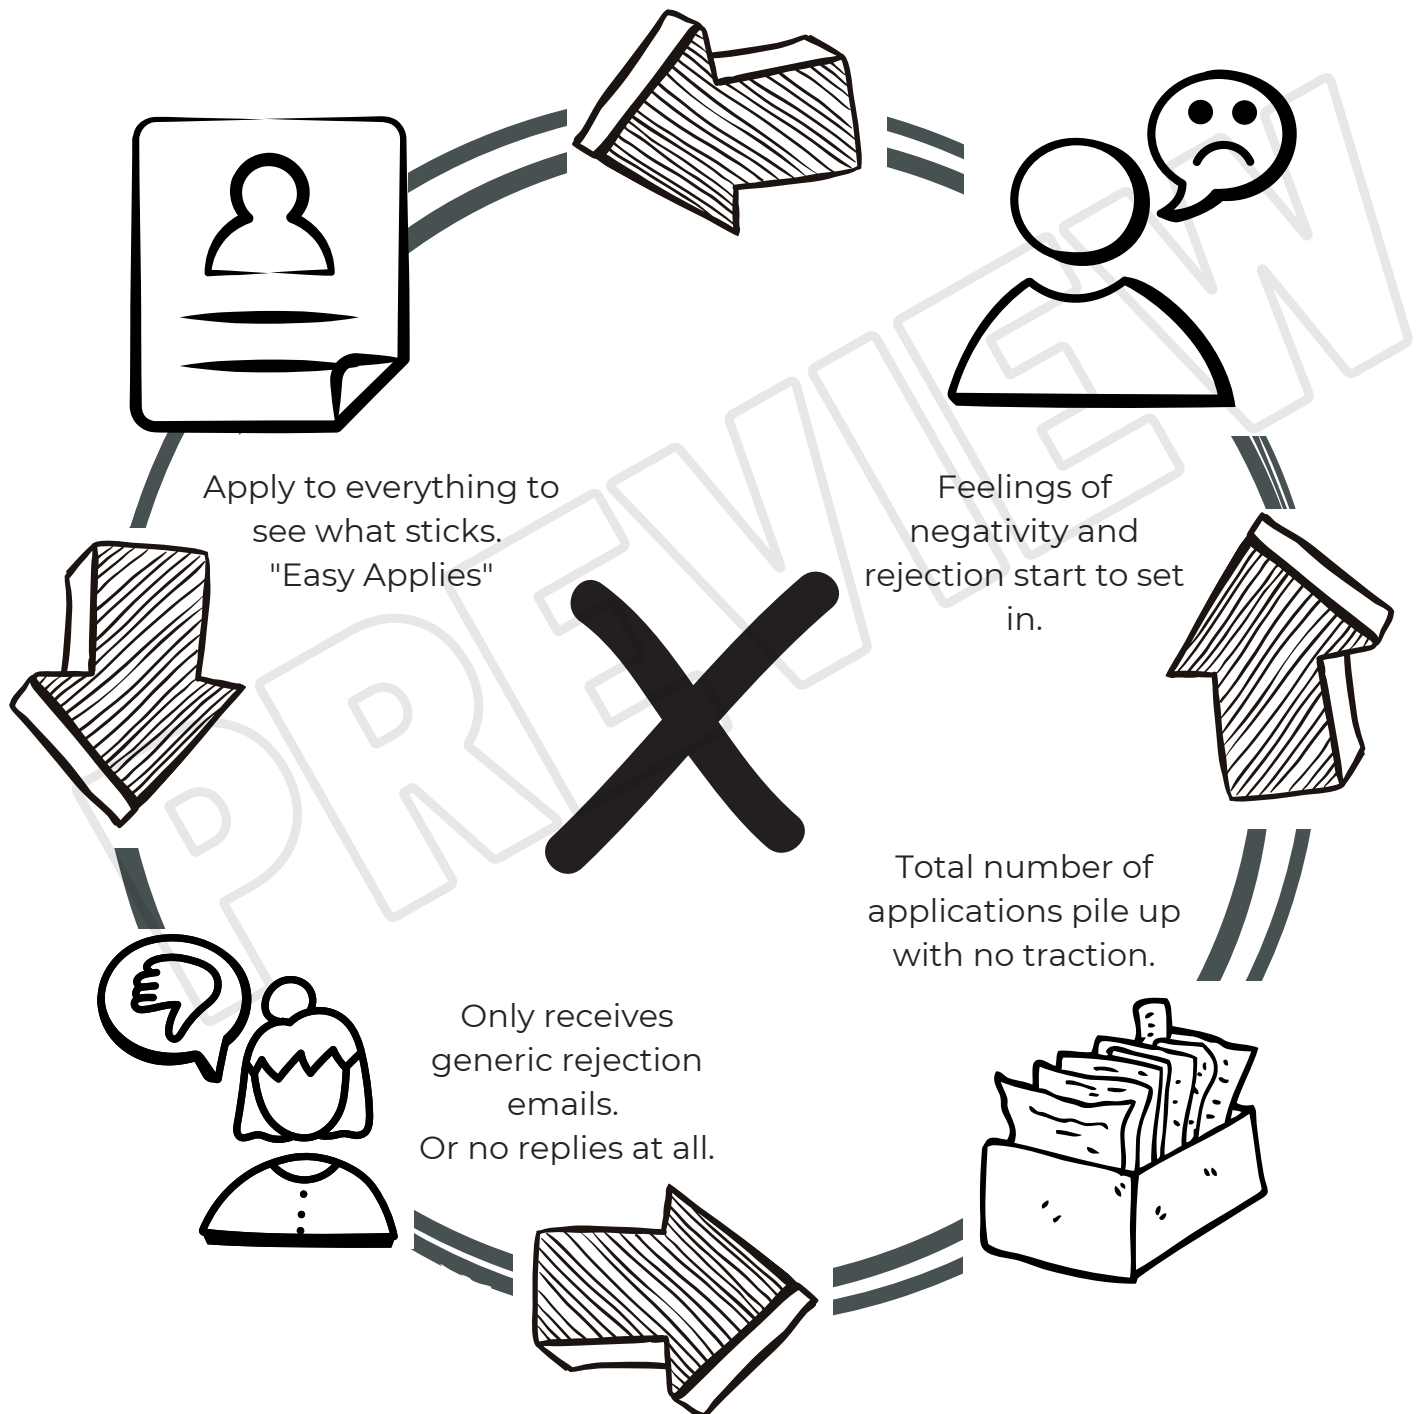 Apply to everything to
see what sticks.
"Easy Applies"
Feelings of
negativity and
rejection start to set
in.
Total number of
applications pile up
with no traction.
Only receives
generic rejection
emails.
Or no replies at all.
PREVIEW